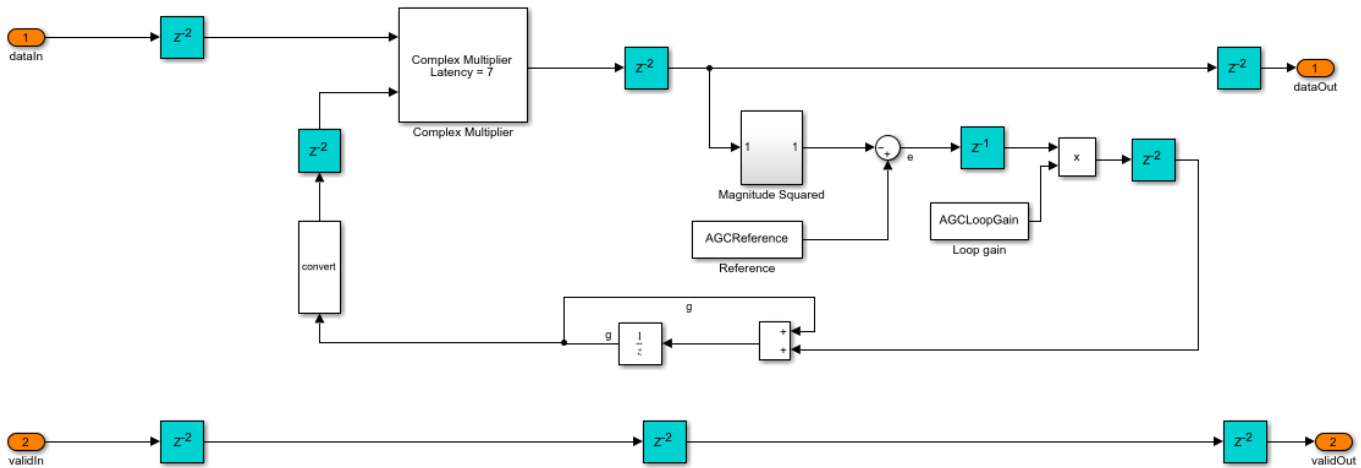 1
dataIn
Z-2
Complex Multiplier
Latency = 7
Complex Multiplier
Z-2
Z-2
1
dataOut
Z-2
1 1
Magnitude Squared
-
+
e
Z-1
x
Z-2
AGCReference
Reference
AGCLoopGain
Loop gain
convert
g
g
1
z
+
+
2
validIn
Z-2
Z-2
Z-2
2
validOut